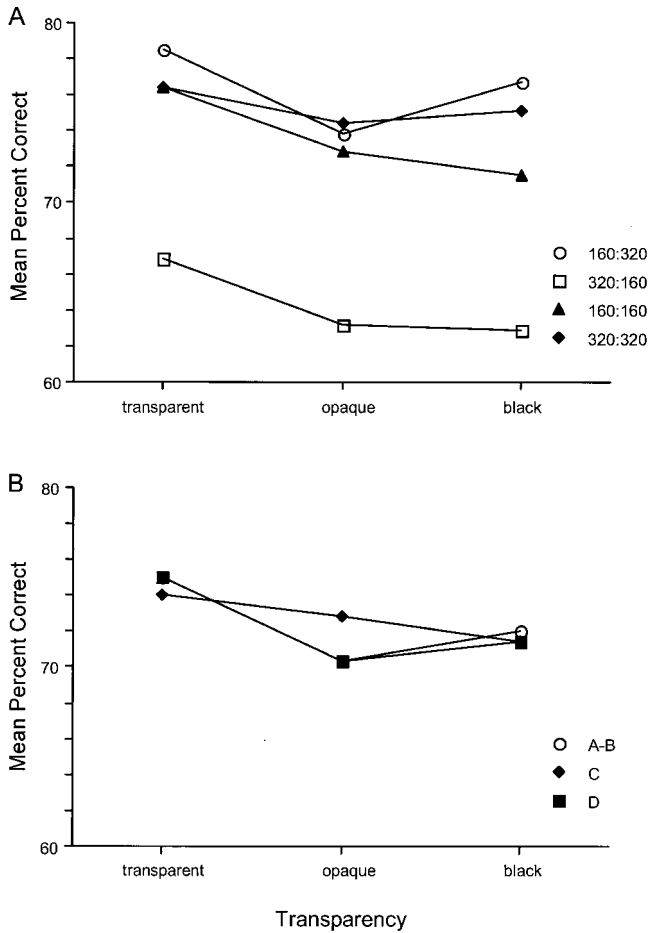 A
80
70
60
Mean Percent Correct
160:320
320:160
160:160
320:320
transparent opaque black
B
80
70
60
Mean Percent Correct
A-B
C
D
transparent opaque black
Transparency